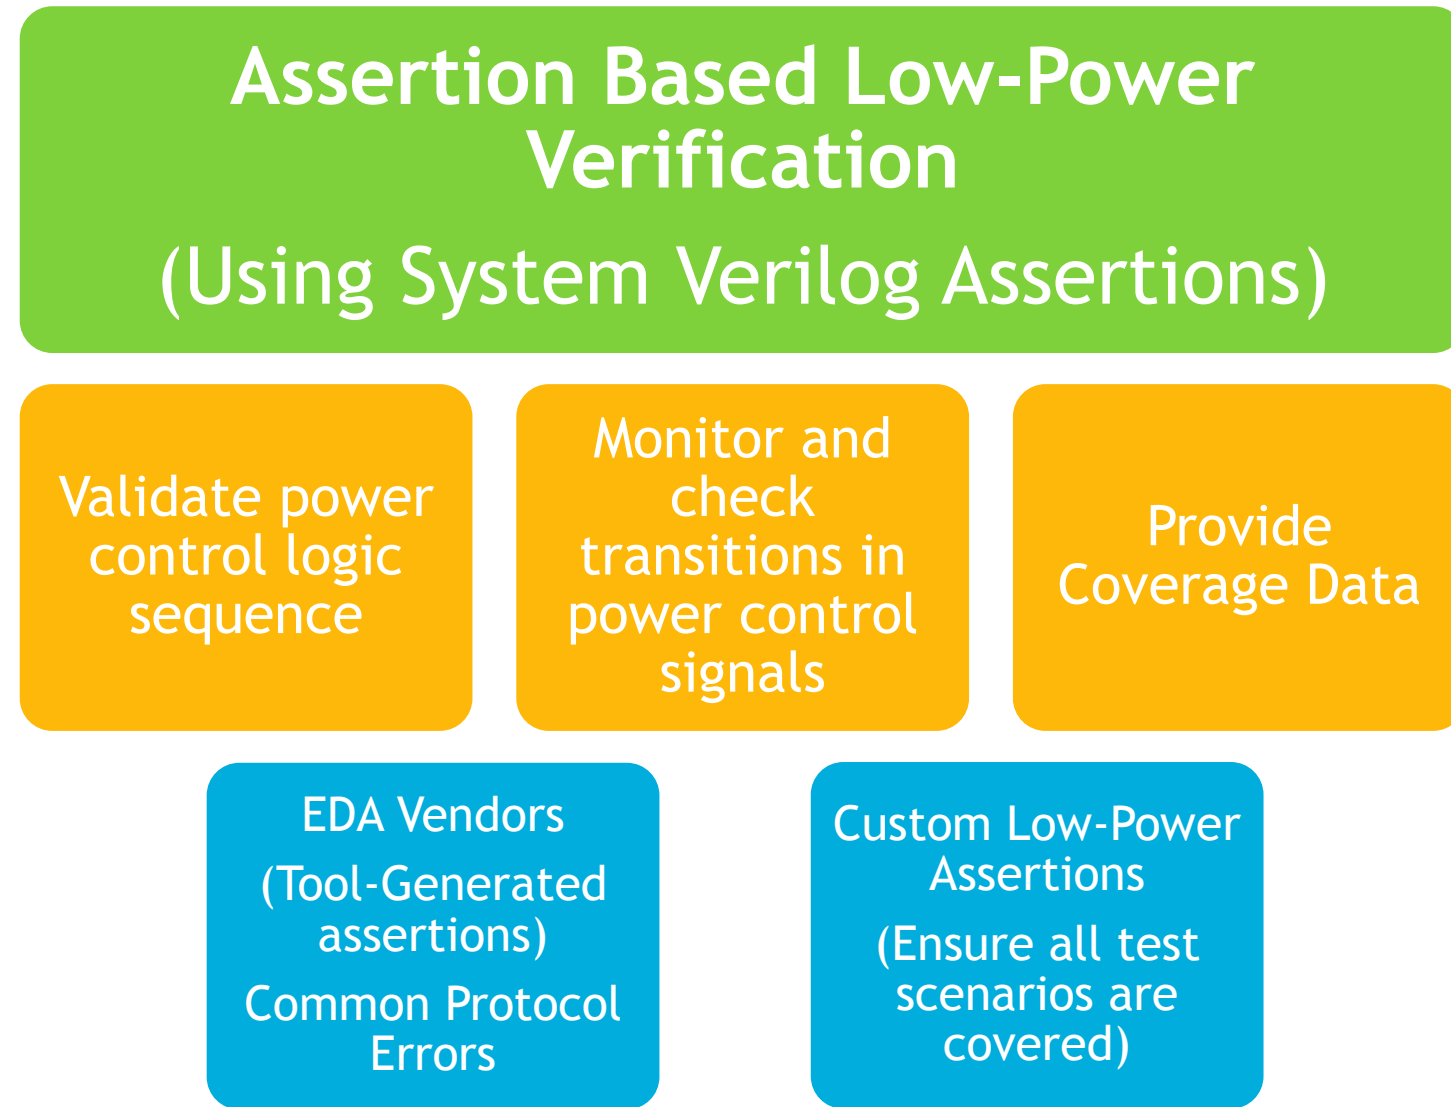 Assertion Based Low-Power
Verification
(Using System Verilog Assertions)
Validate power
control logic
sequence
Monitor and
check
transitions in
power control
signals
Provide
Coverage Data
EDA Vendors
(Tool-Generated
assertions)
Common Protocol
Errors
Custom Low-Power
Assertions
(Ensure all test
scenarios are
covered)